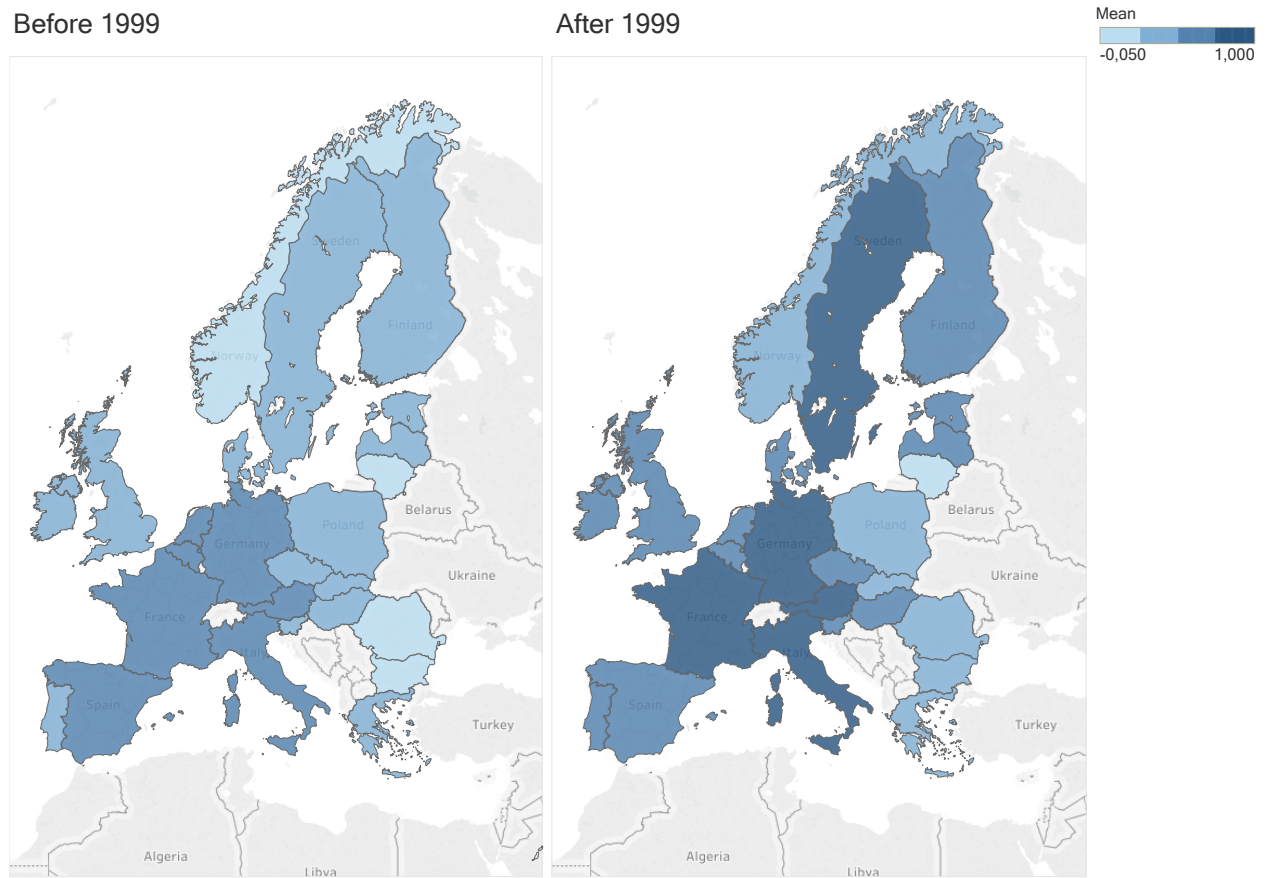 Before 1999
After 1999
Mean
-0,050
1,000
Sweden
Finland
Norway
Belarus
Poland
Germany
Ukraine
France
Italy
Spain
Turkey
Algeria
Libya
Sweden
Finland
Norway
Belarus
Poland
Germany
Ukraine
France
Italy
Spain
Turkey
Algeria
Libya